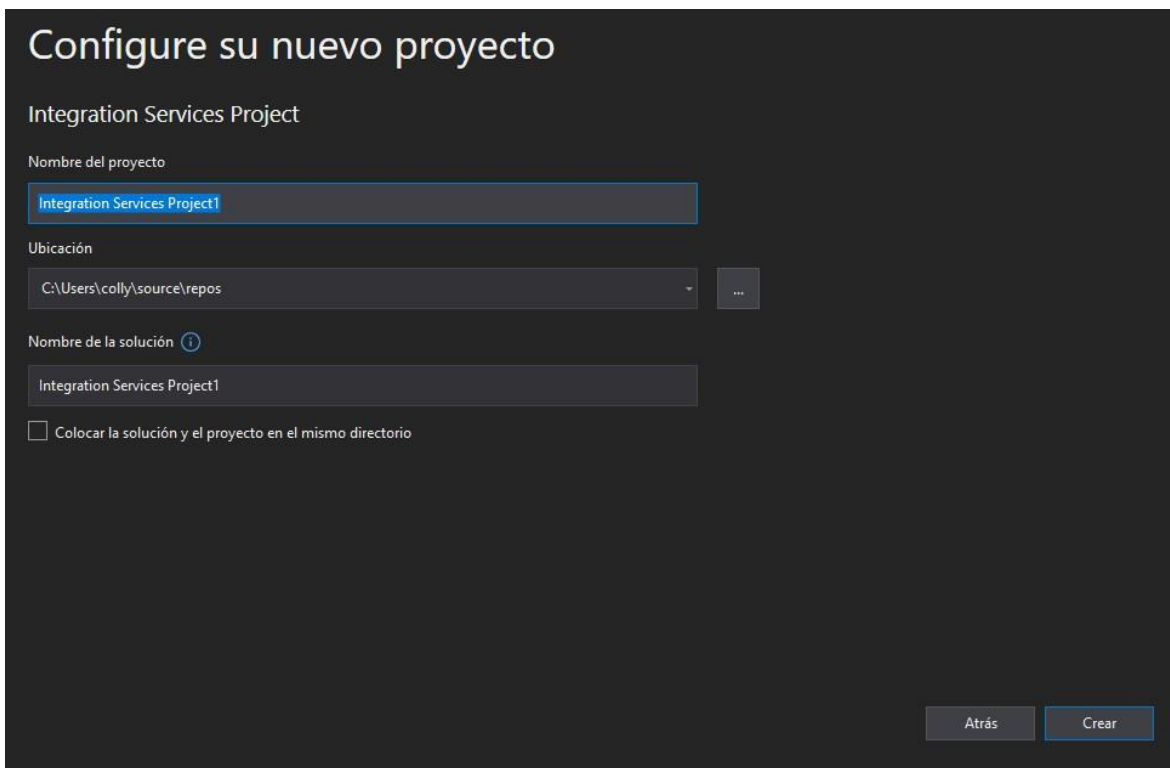 Configure su nuevo proyecto
Integration Services Project
Nombre del proyecto
Integration Services Project1
Ubicación
C:\Users\colly\source\repos
...
Nombre de la solución
Integration Services Project1
Colocar la solución y el proyecto en el mismo directorio
Atrás
Crear